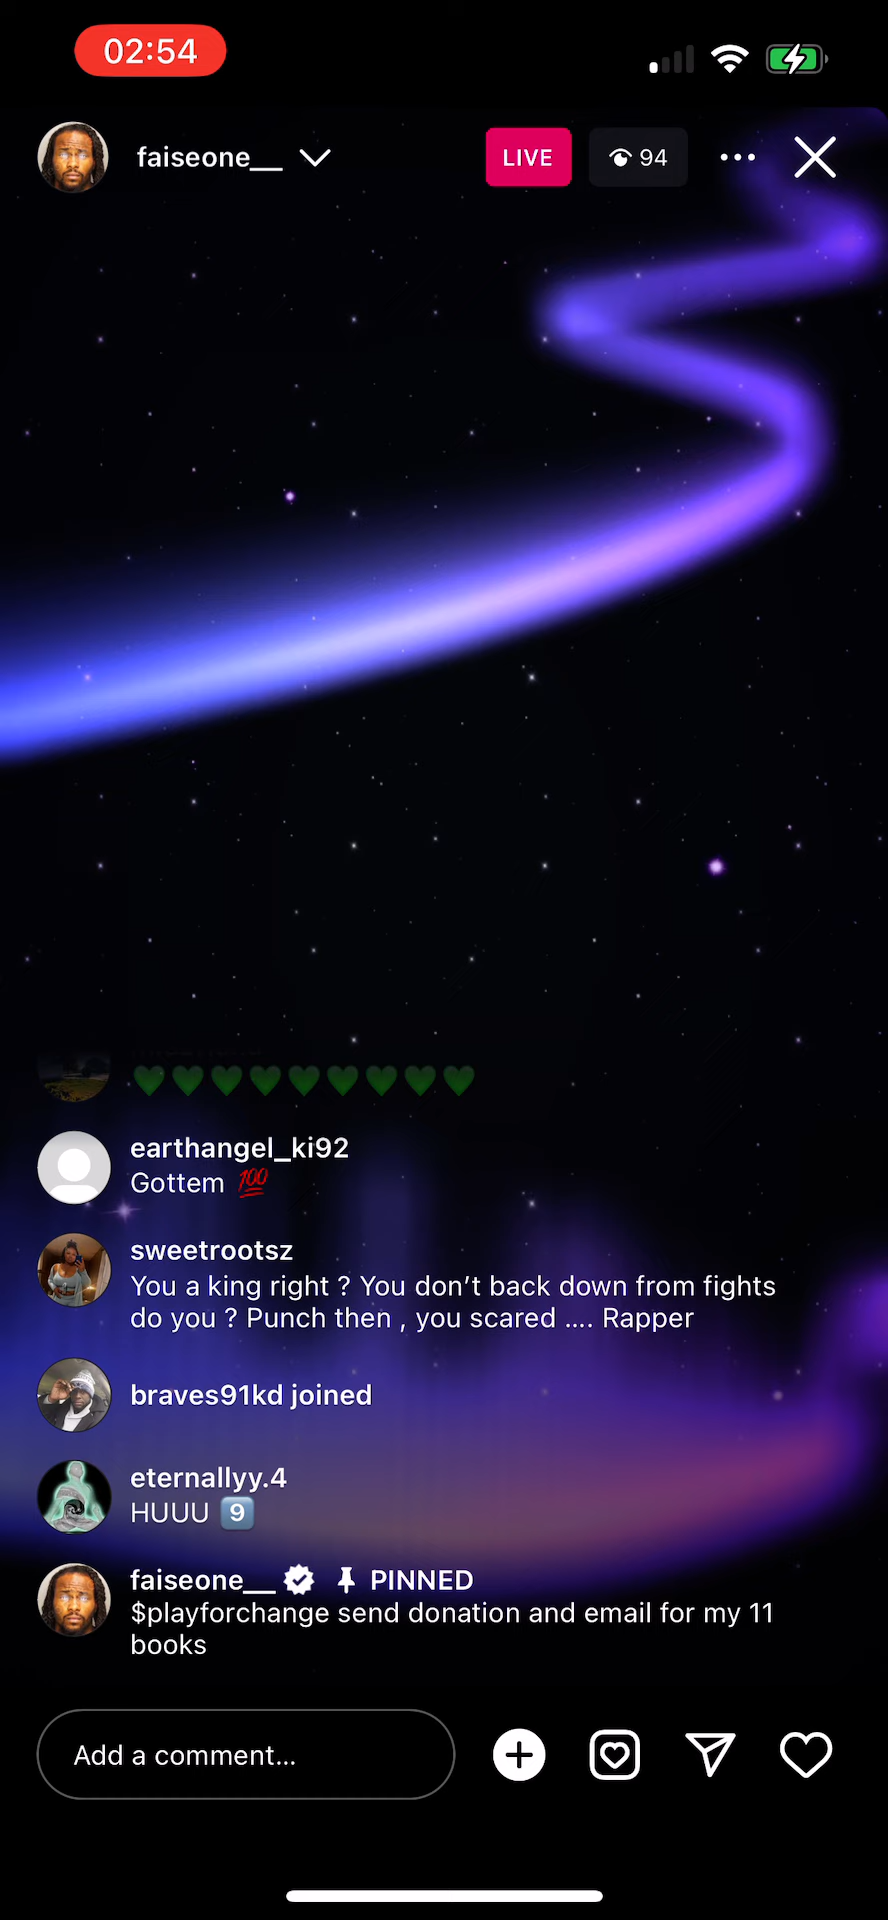 02:54
faiseone__
LIVE
94
💚💚💚💚💚💚💚💚💚
earthangel_ki92
Gottem 💯
sweetrootsz
You a king right ? You don’t back down from fights
do you ? Punch then , you scared .... Rapper
braves91kd joined
eternallyy.4
HUUU 9️⃣
faiseone__ PINNED
$playforchange send donation and email for my 11
books
Add a comment...